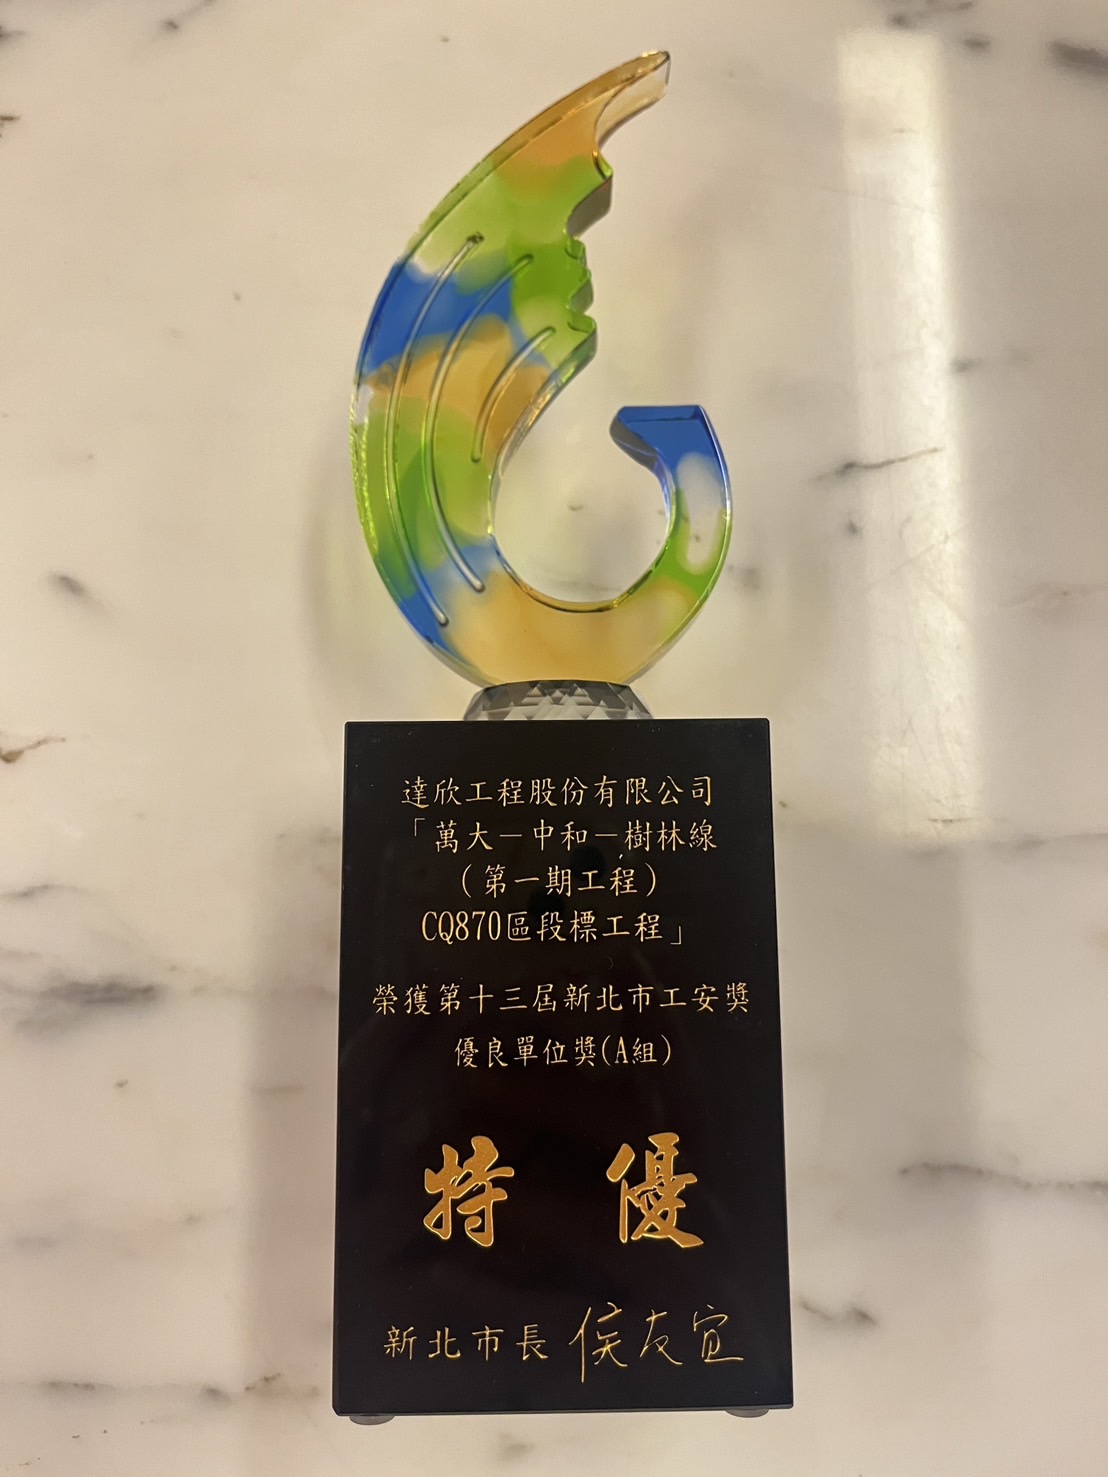 達欣工程股份有限公司
「萬大－中和－樹林線
（第一期工程）
CQ870區段標工程」
榮獲第十三屆新北市工安獎
優良單位獎(A組)
特優
新北市長 侯友宜